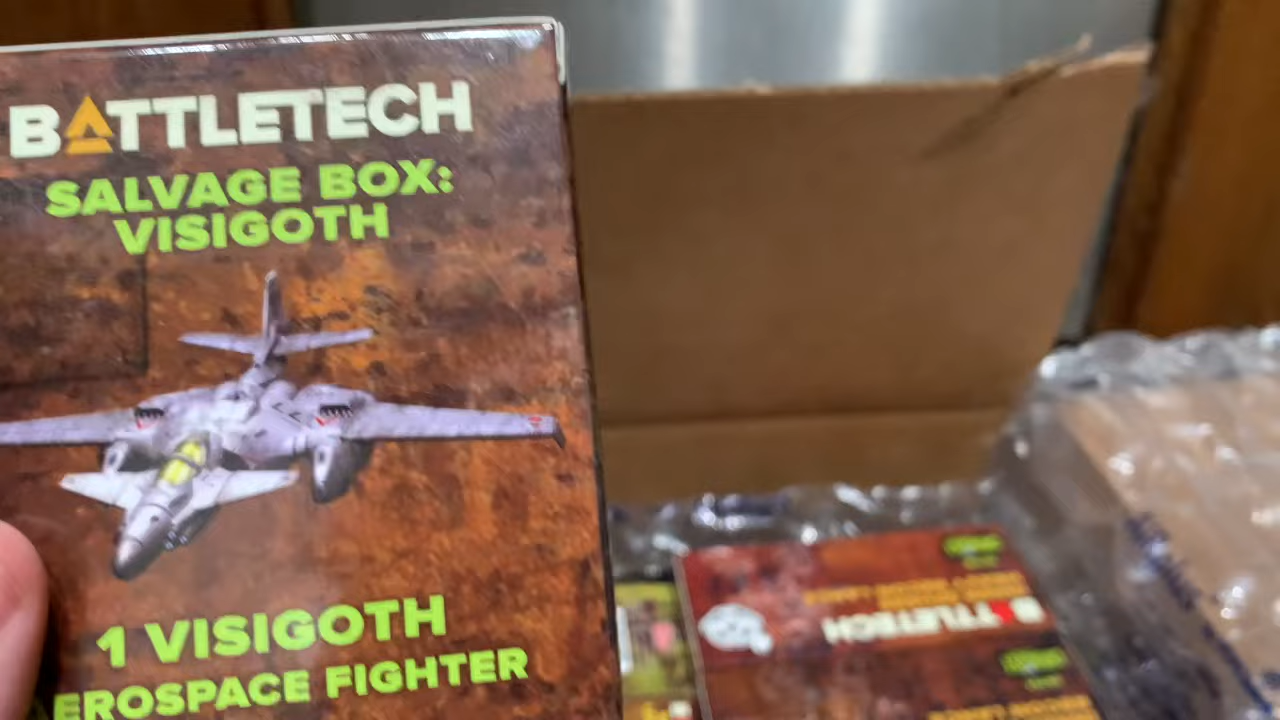 BATTLETECH
SALVAGE BOX:
VISIGOTH
1 VISIGOTH
EROSPACE FIGHTER
BATTLETECH